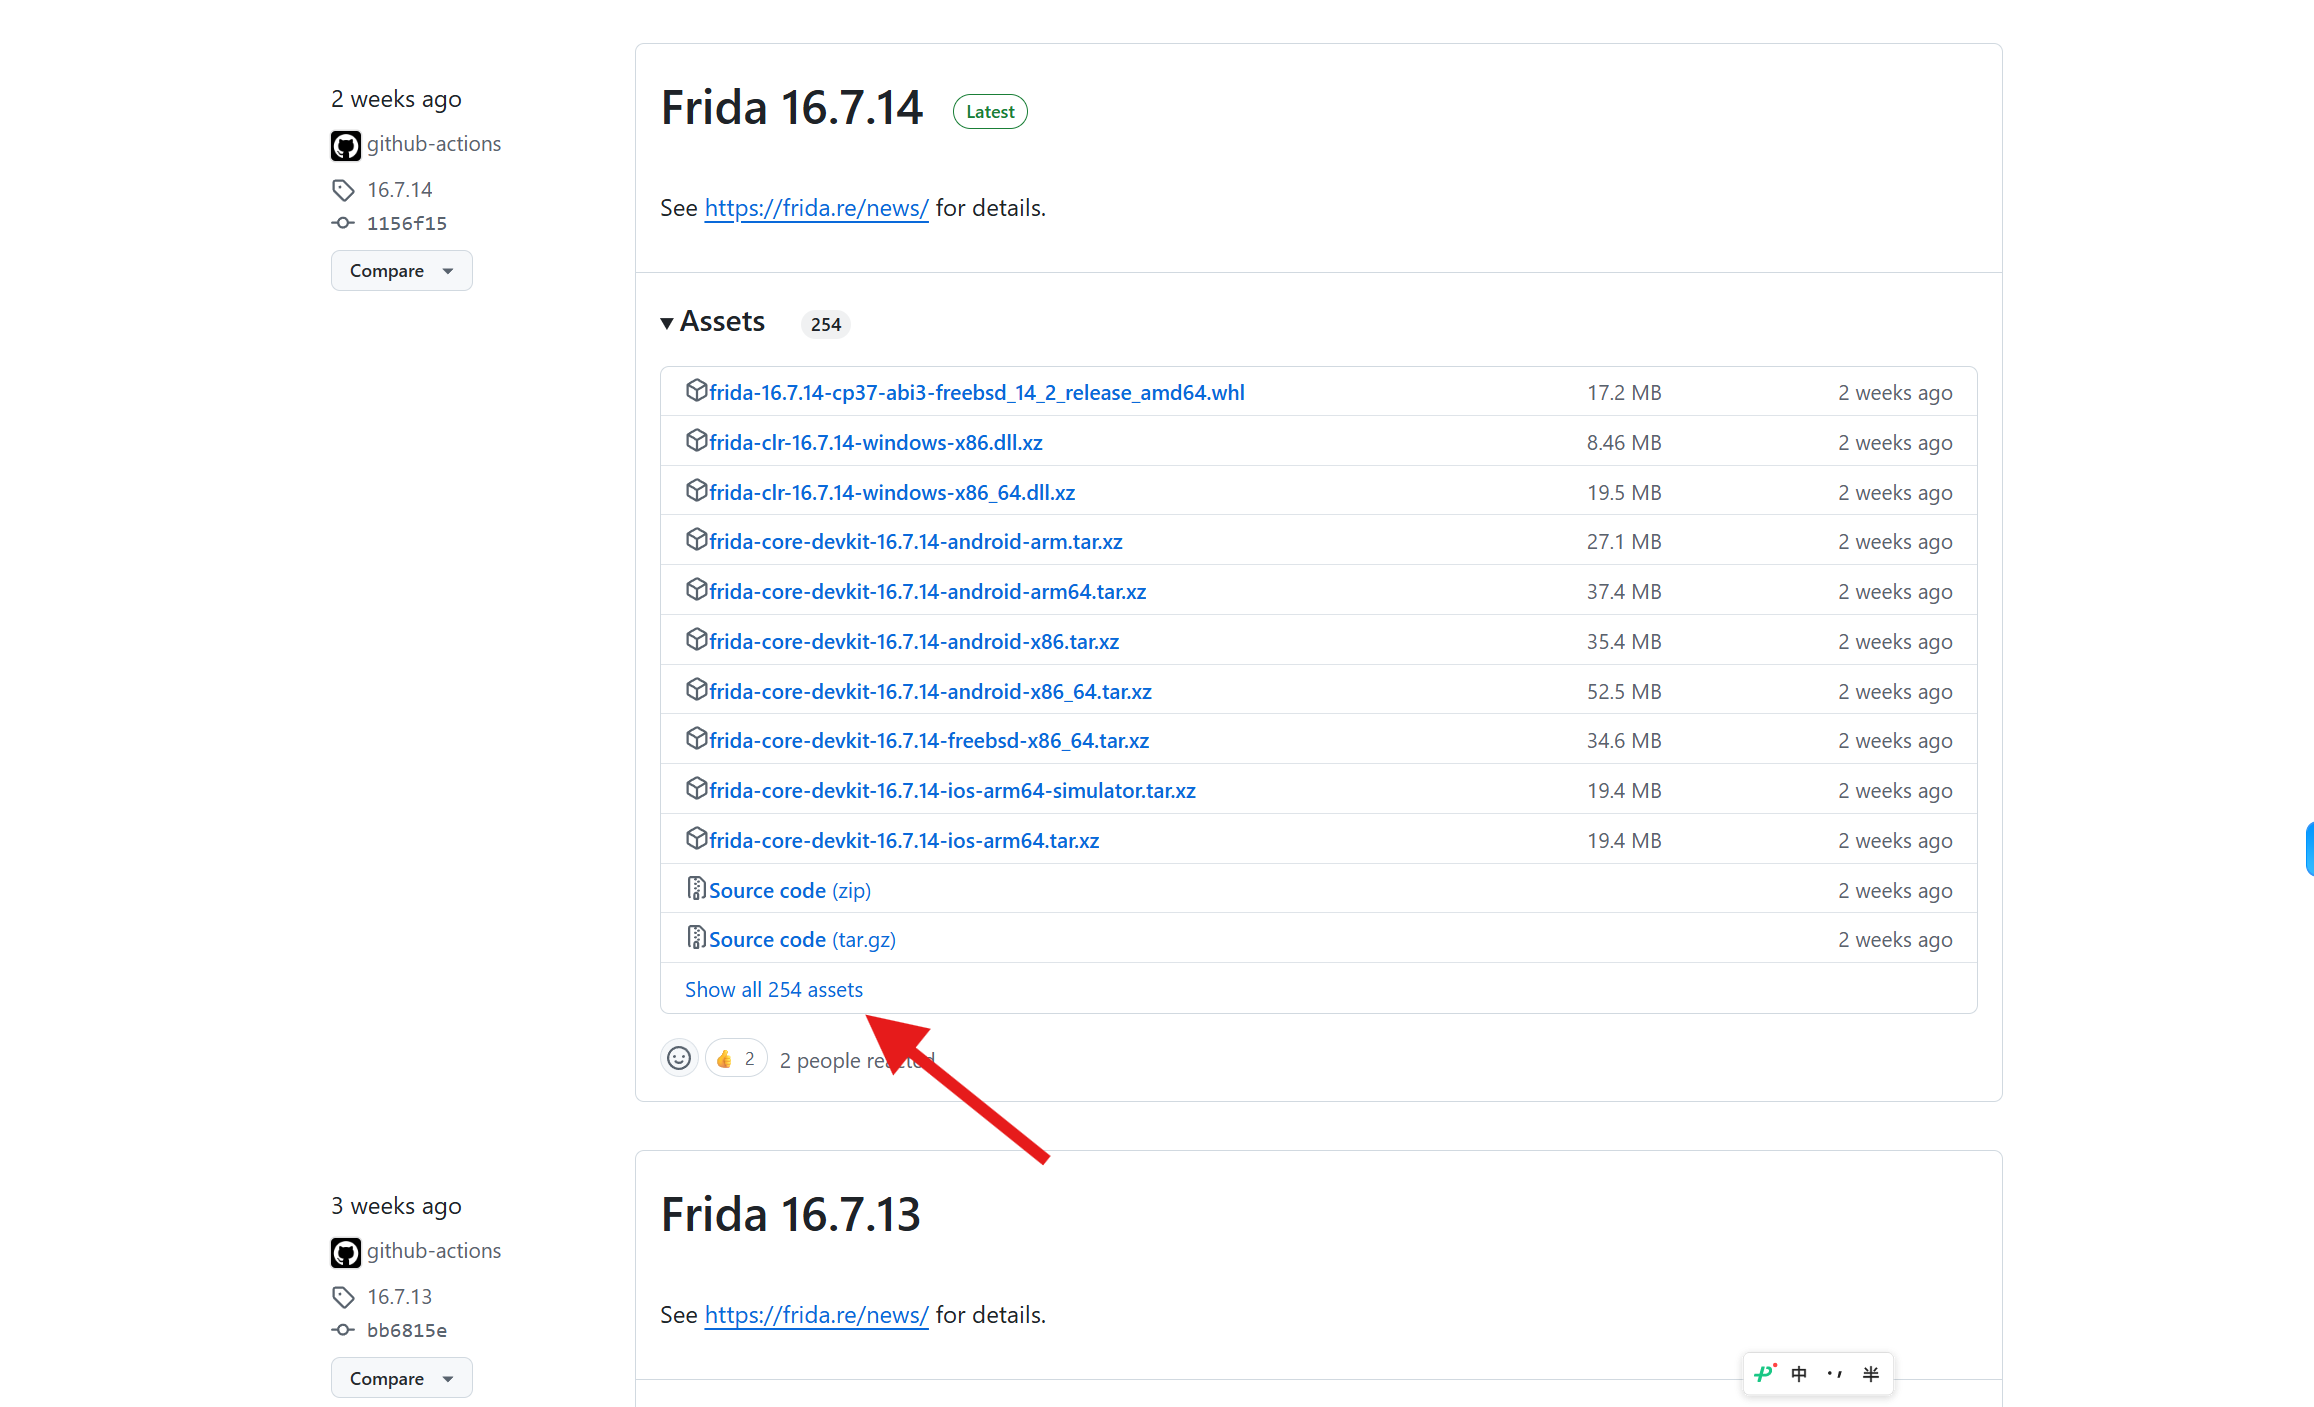 2 weeks ago
github-actions
16.7.14
1156f15
Compare
Frida 16.7.14 Latest
See https://frida.re/news/ for details.
Assets 254
frida-16.7.14-cp37-abi3-freebsd_14_2_release_amd64.whl 17.2 MB 2 weeks ago
frida-clr-16.7.14-windows-x86.dll.xz 8.46 MB 2 weeks ago
frida-clr-16.7.14-windows-x86_64.dll.xz 19.5 MB 2 weeks ago
frida-core-devkit-16.7.14-android-arm.tar.xz 27.1 MB 2 weeks ago
frida-core-devkit-16.7.14-android-arm64.tar.xz 37.4 MB 2 weeks ago
frida-core-devkit-16.7.14-android-x86.tar.xz 35.4 MB 2 weeks ago
frida-core-devkit-16.7.14-android-x86_64.tar.xz 52.5 MB 2 weeks ago
frida-core-devkit-16.7.14-freebsd-x86_64.tar.xz 34.6 MB 2 weeks ago
frida-core-devkit-16.7.14-ios-arm64-simulator.tar.xz 19.4 MB 2 weeks ago
frida-core-devkit-16.7.14-ios-arm64.tar.xz 19.4 MB 2 weeks ago
Source code (zip) 2 weeks ago
Source code (tar.gz) 2 weeks ago
Show all 254 assets
2 2 people reacted
3 weeks ago
github-actions
16.7.13
bb6815e
Compare
Frida 16.7.13
See https://frida.re/news/ for details.
中 半